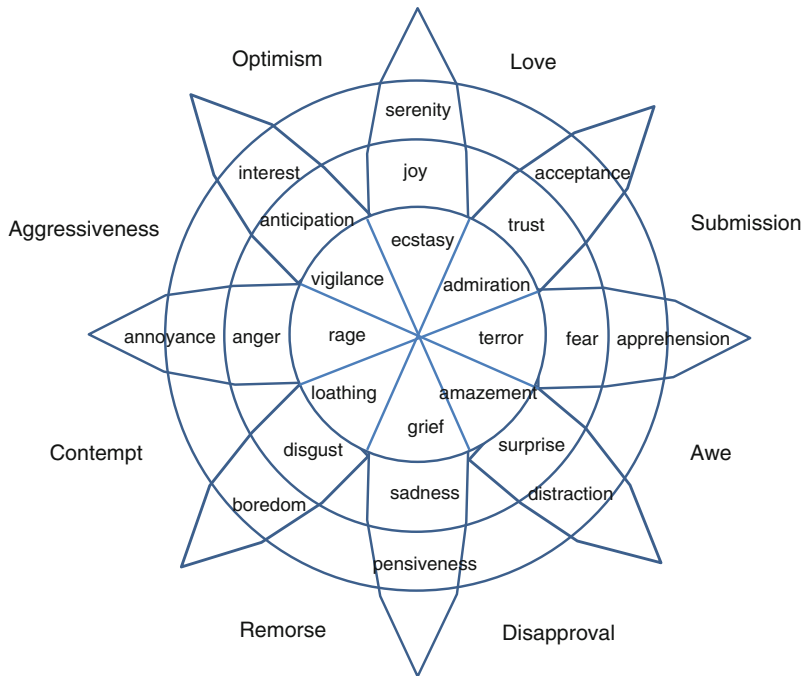 Optimism
Love
serenity
interest
joy
acceptance
Aggressiveness
anticipation
trust
Submission
ecstasy
vigilance
admiration
annoyance
anger
rage
terror
fear
apprehension
loathing
amazement
grief
Contempt
disgust
surprise
Awe
boredom
sadness
distraction
pensiveness
Remorse
Disapproval